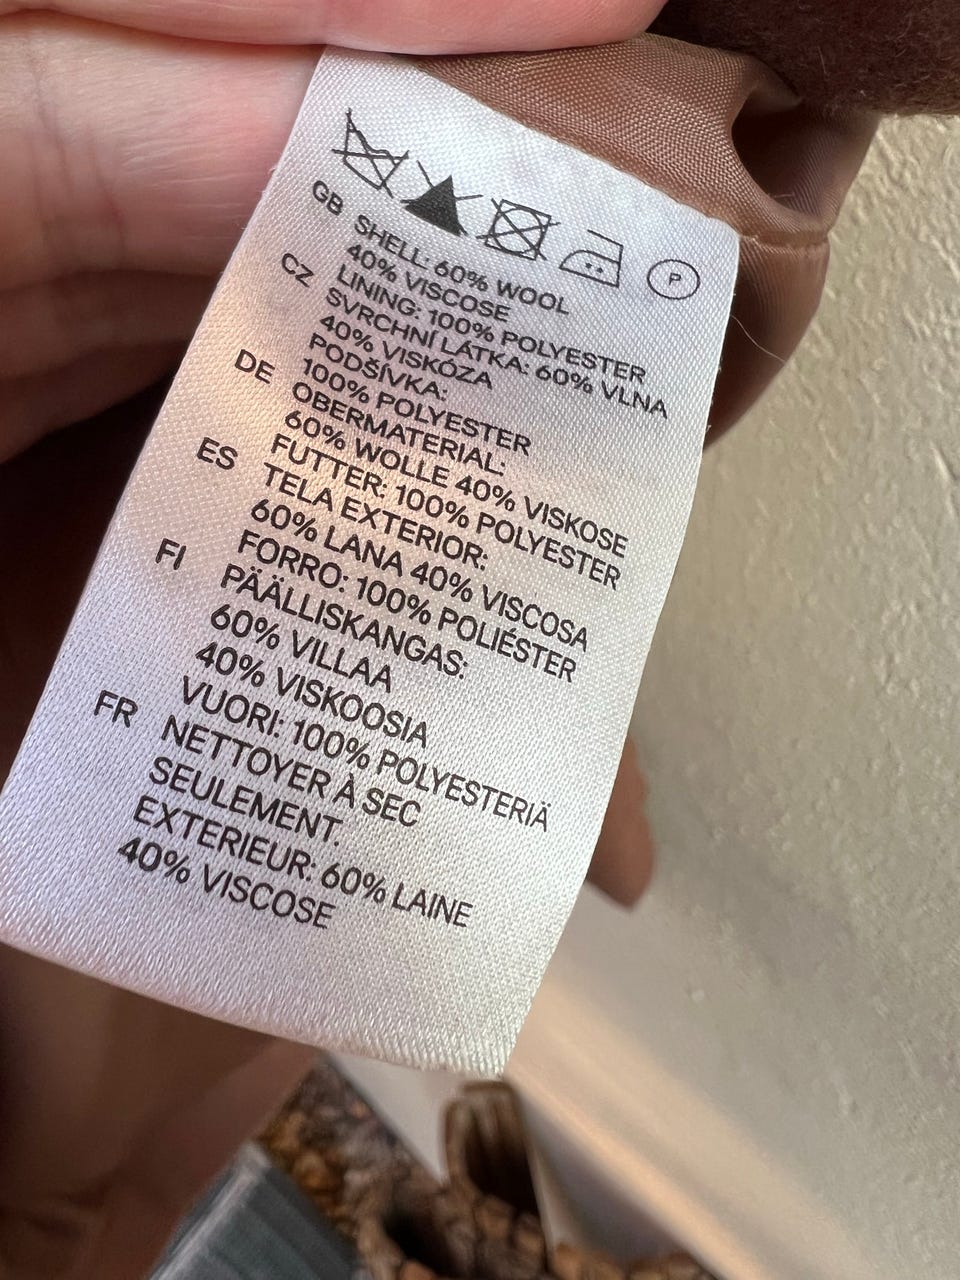 P
GB SHELL: 60% WOOL
40% VISCOSE
LINING: 100% POLYESTER
CZ SVRCHNÍ LÁTKA: 60% VLNA
40% VISKÓZA
PODŠÍVKA:
100% POLYESTER
DE OBERMATERIAL:
60% WOLLE 40% VISKOSE
FUTTER: 100% POLYESTER
ES TELA EXTERIOR:
60% LANA 40% VISCOSA
FORRO: 100% POLIÉSTER
FI PÄÄLLISKANGAS:
60% VILLAA
40% VISKOOSIA
VUORI: 100% POLYESTERIÄ
FR NETTOYER À SEC
SEULEMENT.
EXTERIEUR: 60% LAINE
40% VISCOSE